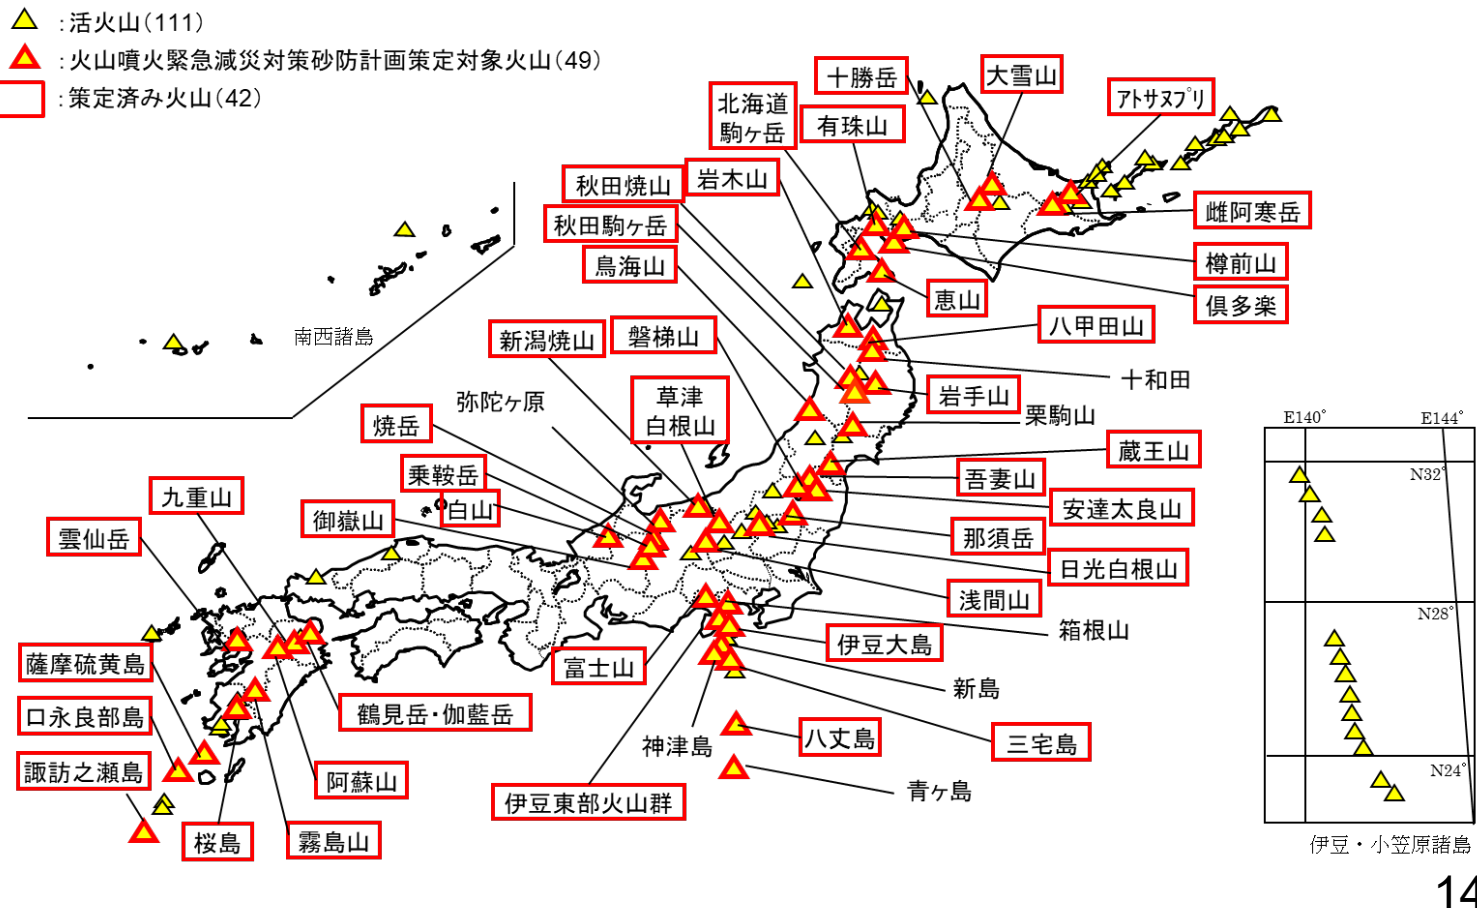 :活火山(111)
:火山噴火緊急減災対策砂防計画策定対象火山(49)
:策定済み火山(42)
十勝岳
大雪山
アトサヌプリ
北海道
駒ヶ岳
有珠山
秋田焼山
岩木山
秋田駒ヶ岳
雌阿寒岳
鳥海山
樽前山
恵山
倶多楽
南西諸島
新潟焼山
磐梯山
八甲田山
十和田
弥陀ヶ原
草津
白根山
岩手山
栗駒山
焼岳
E140°
E144°
蔵王山
乗鞍岳
吾妻山
N32°
九重山
白山
御嶽山
安達太良山
雲仙岳
那須岳
日光白根山
浅間山
N28°
箱根山
伊豆大島
薩摩硫黄島
富士山
新島
口永良部島
鶴見岳・伽藍岳
神津島
八丈島
三宅島
諏訪之瀬島
阿蘇山
N24°
伊豆東部火山群
青ヶ島
桜島
霧島山
伊豆・小笠原諸島
14